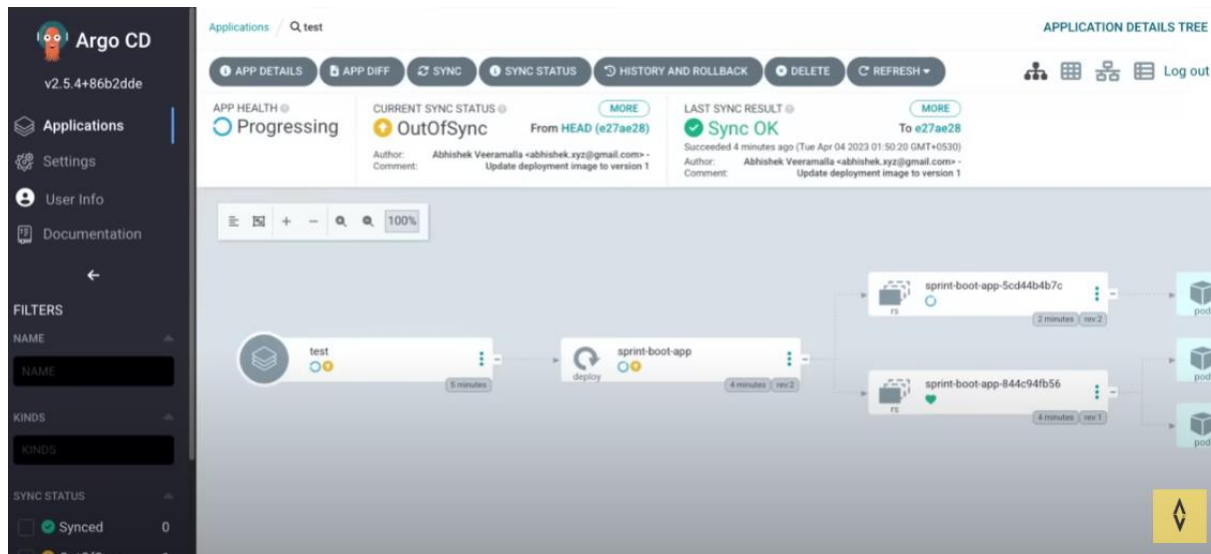 Argo CD
v2.5.4+86b2dde
Applications
Settings
User Info
Documentation
FILTERS
NAME
NAME
KINDS
KINDS
SYNC STATUS
Synced 0
Applications / test
APPLICATION DETAILS TREE
APP DETAILS APP DIFF SYNC SYNC STATUS HISTORY AND ROLLBACK DELETE REFRESH
Log out
APP HEALTH
Progressing
CURRENT SYNC STATUS MORE
OutOfSync From HEAD (e27ae28)
Author: Abhishek Veeramalla <abhishek.xyz@gmail.com> -
Comment: Update deployment image to version 1
LAST SYNC RESULT MORE
Sync OK To e27ae28
Succeeded 4 minutes ago (Tue Apr 04 2023 01:50:20 GMT+0530)
Author: Abhishek Veeramalla <abhishek.xyz@gmail.com> -
Comment: Update deployment image to version 1
100%
test
5 minutes
sprint-boot-app
deploy
4 minutes rev:2
sprint-boot-app-5cd44b4b7c
rs
2 minutes rev:2
sprint-boot-app-844c94fb56
rs
4 minutes rev:1
pod
pod
pod